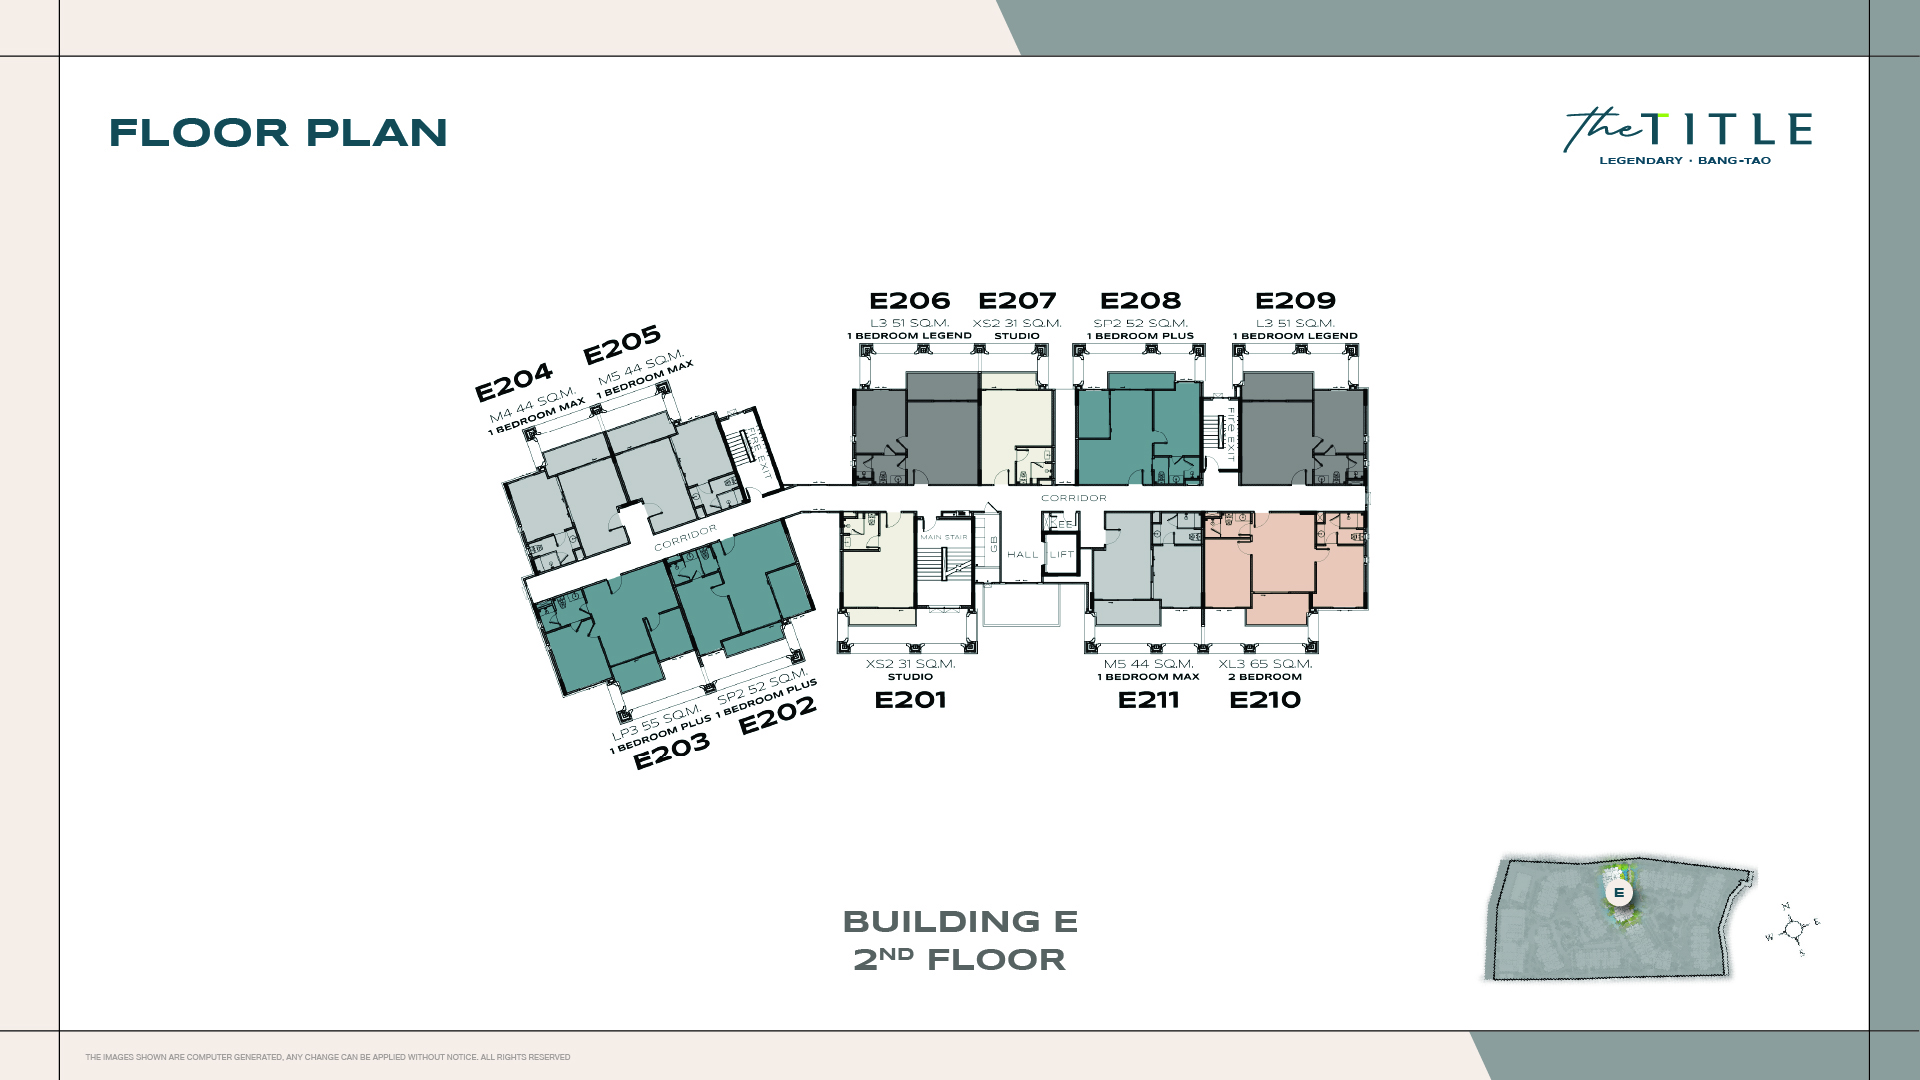 FLOOR PLAN
the TITLE
LEGENDARY · BANG-TAO
E204
M4 44 SQ.M.
1 BEDROOM MAX
E205
M5 44 SQ.M.
1 BEDROOM MAX
E206
L3 51 SQ.M.
1 BEDROOM LEGEND
E207
XS2 31 SQ.M.
STUDIO
E208
SP2 52 SQ.M.
1 BEDROOM PLUS
E209
L3 51 SQ.M.
1 BEDROOM LEGEND
FIRE EXIT
FIRE EXIT
CORRIDOR
CORRIDOR
MAIN STAIR
GB
HALL
LIFT
EE
LP3 55 SQ.M.
1 BEDROOM PLUS
E203
SP2 52 SQ.M.
1 BEDROOM PLUS
E202
XS2 31 SQ.M.
STUDIO
E201
M5 44 SQ.M.
1 BEDROOM MAX
E211
XL3 65 SQ.M.
2 BEDROOM
E210
BUILDING E
2ND FLOOR
E
N
E
W
S
THE IMAGES SHOWN ARE COMPUTER GENERATED, ANY CHANGE CAN BE APPLIED WITHOUT NOTICE. ALL RIGHTS RESERVED